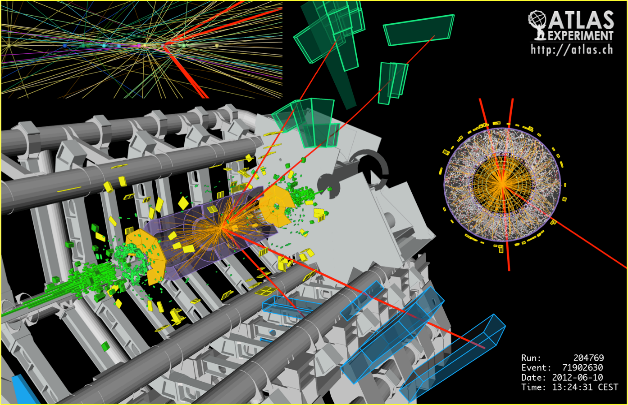 ATLAS
EXPERIMENT
http://atlas.ch
Run: 204769
Event: 71902630
Date: 2012-06-10
Time: 13:24:31 CEST